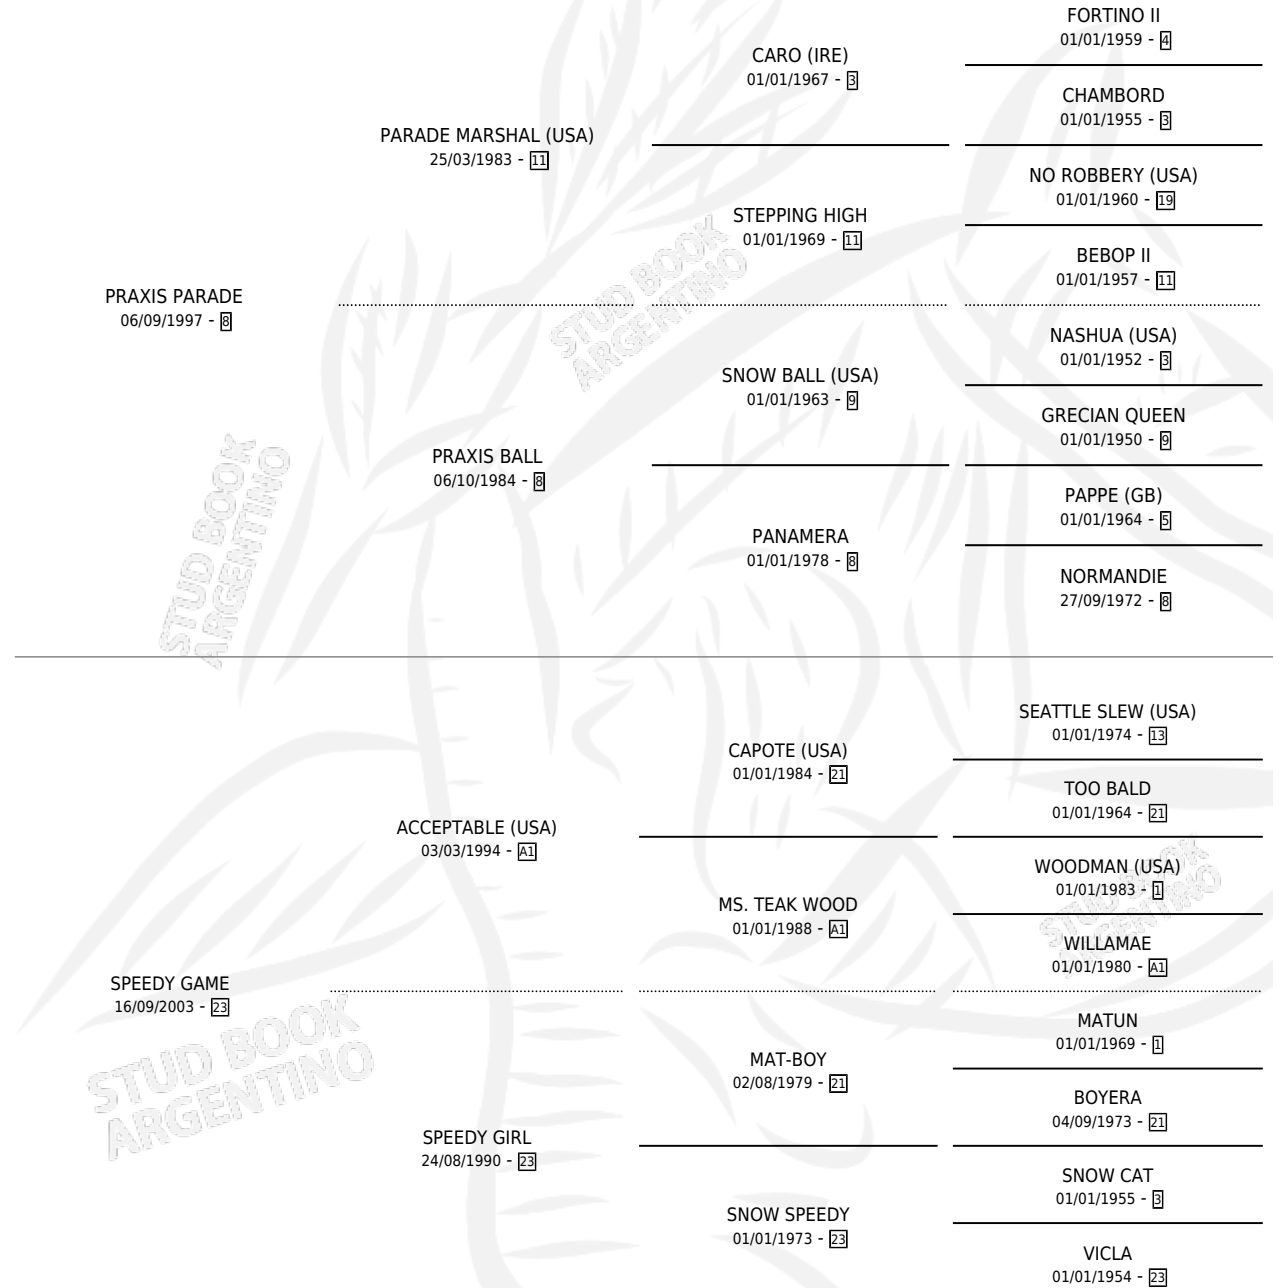 FORTINO II
01/01/1959 - 4
CARO (IRE)
01/01/1967 - 3
CHAMBORD
01/01/1955 - 3
PARADE MARSHAL (USA)
25/03/1983 - 11
NO ROBBERY (USA)
01/01/1960 - 19
STEPPING HIGH
01/01/1969 - 11
BEBOP II
01/01/1957 - 11
PRAXIS PARADE
06/09/1997 - 8
STUD BOOK
ARGENTINO
NASHUA (USA)
01/01/1952 - 3
SNOW BALL (USA)
01/01/1963 - 9
GRECIAN QUEEN
01/01/1950 - 9
PRAXIS BALL
06/10/1984 - 8
PAPPE (GB)
01/01/1964 - 5
PANAMERA
01/01/1978 - 8
NORMANDIE
27/09/1972 - 8
STUD BOOK
ARGENTINO
SEATTLE SLEW (USA)
01/01/1974 - 13
CAPOTE (USA)
01/01/1984 - 21
TOO BALD
01/01/1964 - 21
ACCEPTABLE (USA)
03/03/1994 - A1
WOODMAN (USA)
01/01/1983 - 1
MS. TEAK WOOD
01/01/1988 - A1
WILLAMAE
01/01/1980 - A1
STUD BOOK
ARGENTINO
SPEEDY GAME
16/09/2003 - 23
MATUN
01/01/1969 - 1
MAT-BOY
02/08/1979 - 21
BOYERA
04/09/1973 - 21
STUD BOOK
ARGENTINO
SPEEDY GIRL
24/08/1990 - 23
SNOW CAT
01/01/1955 - 3
SNOW SPEEDY
01/01/1973 - 23
VICLA
01/01/1954 - 23